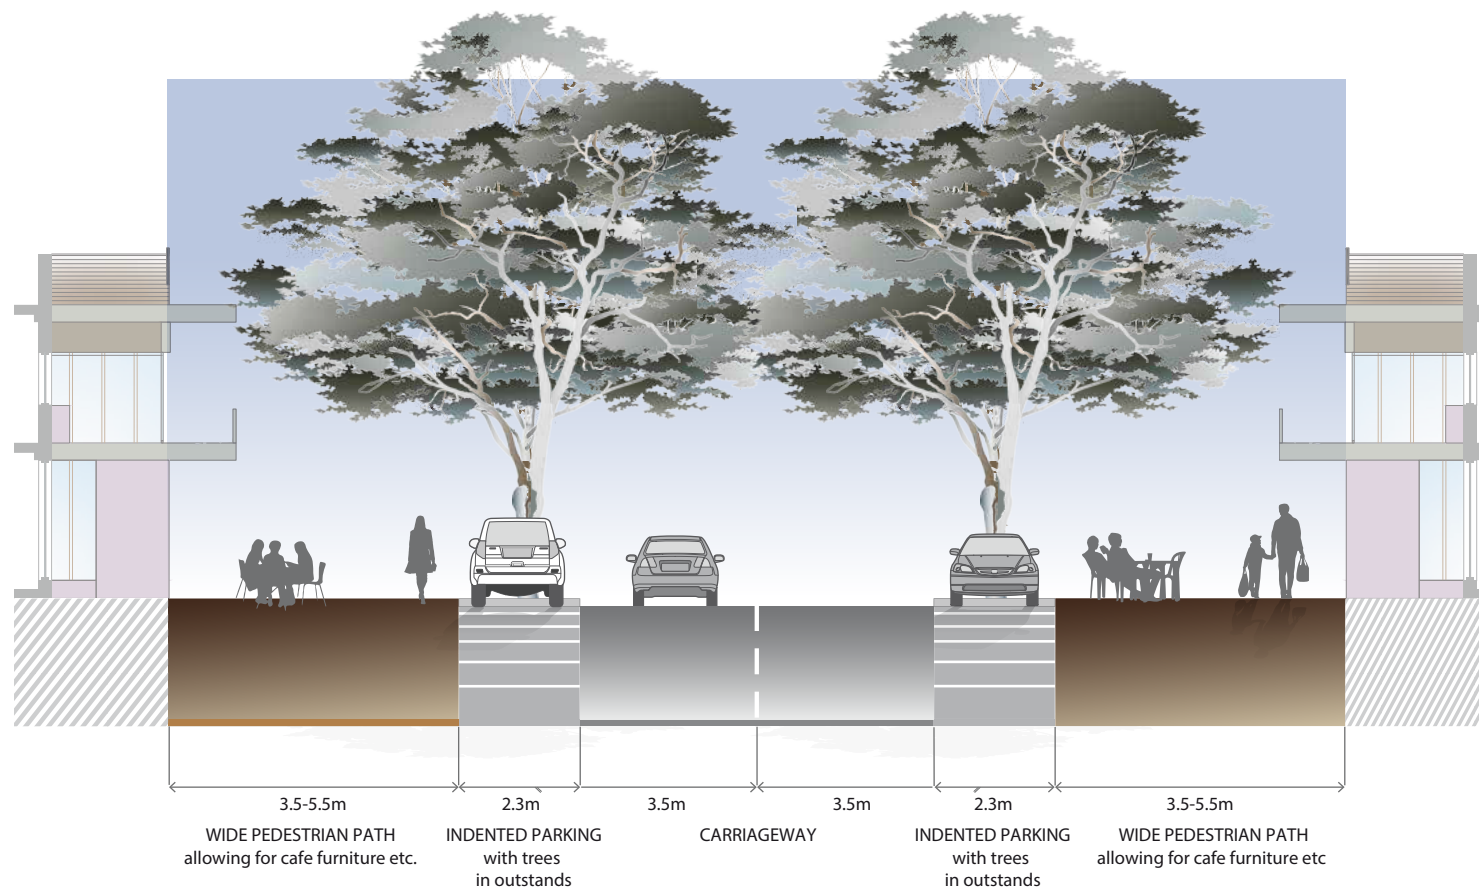 3.5-5.5m
2.3m
3.5m
3.5m
2.3m
3.5-5.5m
WIDE PEDESTRIAN PATH
allowing for cafe furniture etc.
INDENTED PARKING
with trees
in outstands
CARRIAGEWAY
INDENTED PARKING
with trees
in outstands
WIDE PEDESTRIAN PATH
allowing for cafe furniture etc